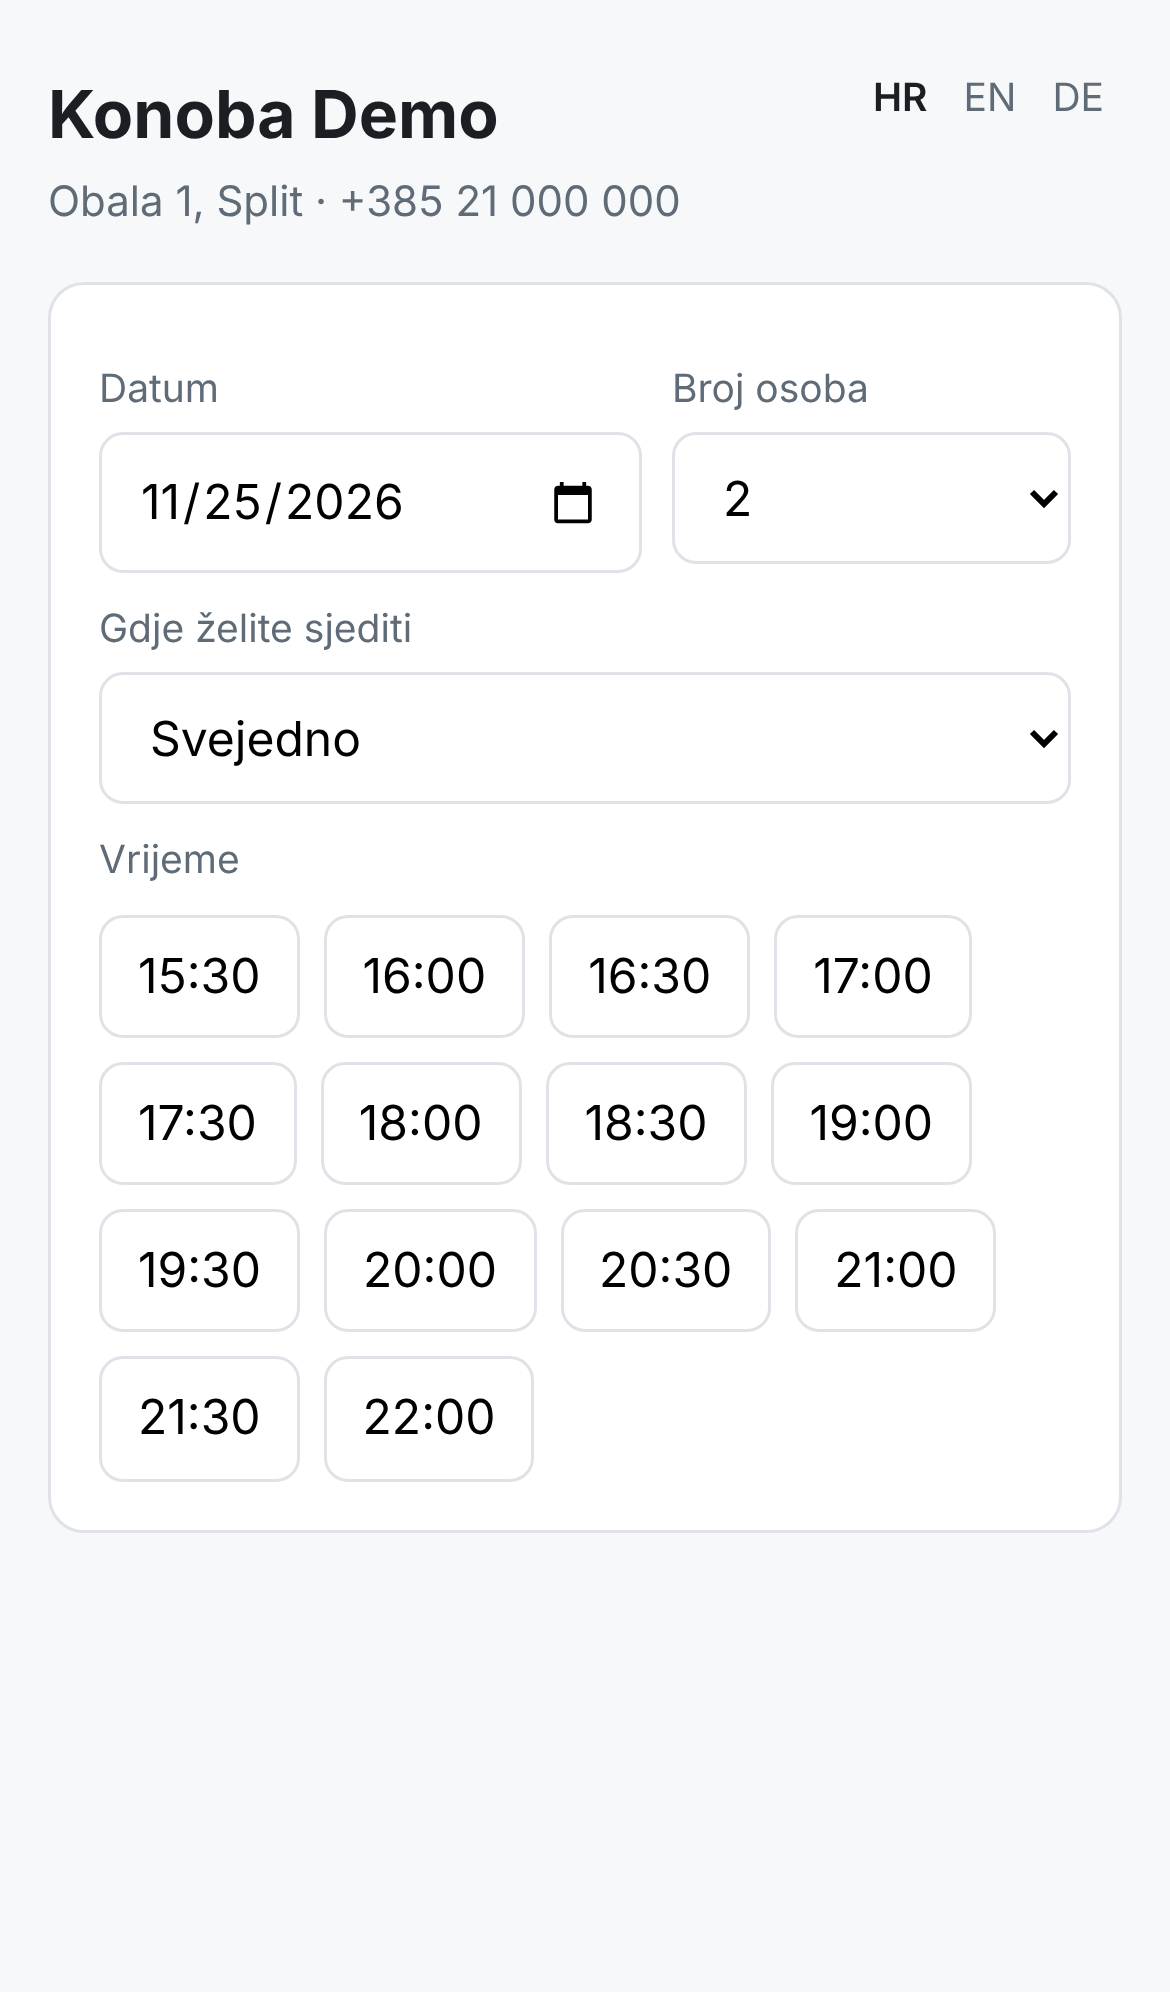 Konoba Demo
HR EN DE
Obala 1, Split · +385 21 000 000
Datum
Broj osoba
11/25/2026
2
Gdje želite sjediti
Svejedno
Vrijeme
15:30 16:00 16:30 17:00
17:30 18:00 18:30 19:00
19:30 20:00 20:30 21:00
21:30 22:00